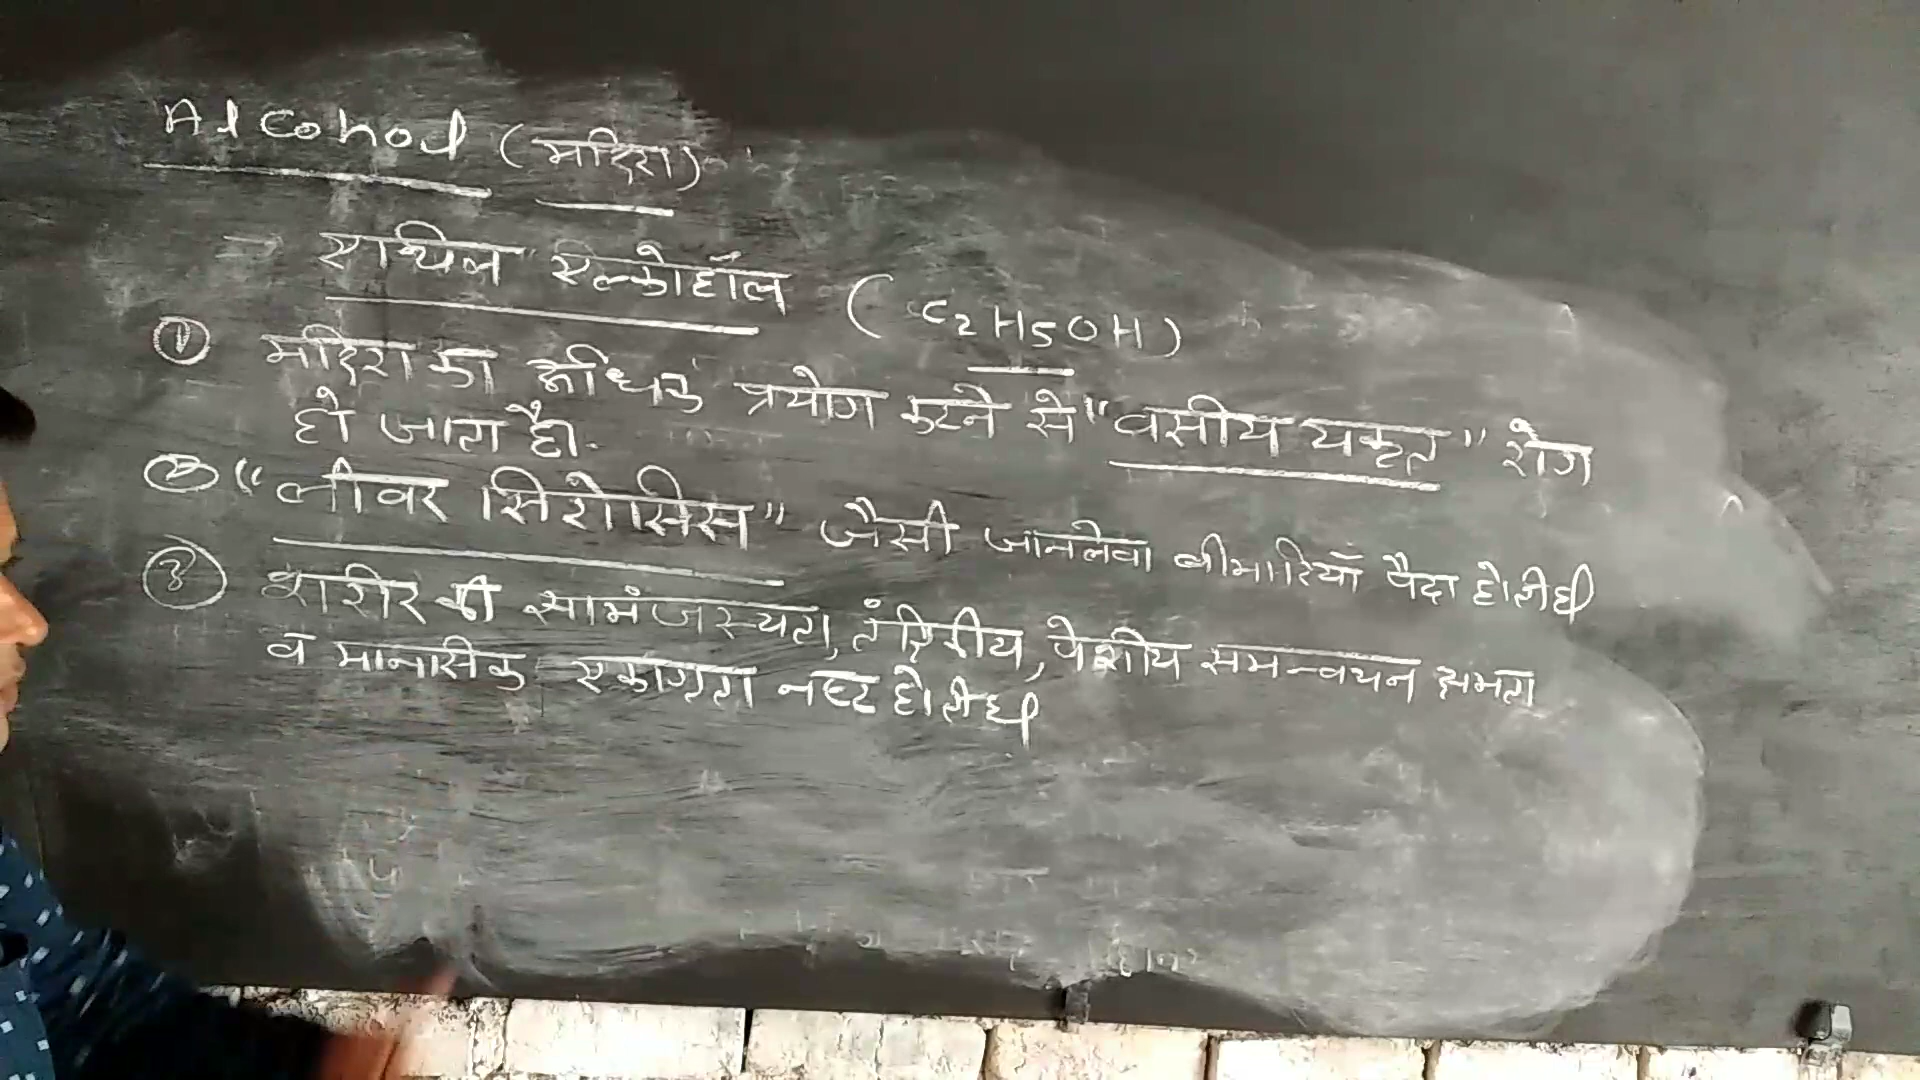 Alcohol (मदिरा)
→ एथिल एल्कोहॉल (C2H5OH)
① मदिरा का अधिक प्रयोग करने से "वसीय यकृत" रोग
हो जाता है।
② "लीवर सिरोसिस" जैसी जानलेवा बीमारियाँ पैदा होती है
③ शरीर की सामंजस्यता, तंत्रिकीय, पेशीय समन्वयन क्षमता
व मानसिक एकाग्रता नष्ट होती है